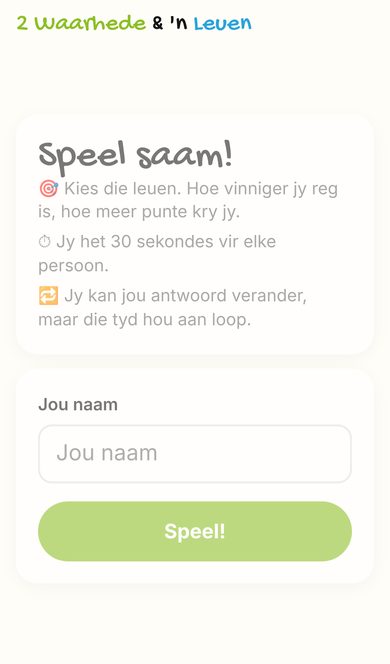 2 Waarhede & 'n Leuen
Speel saam!
🎯 Kies die leuen. Hoe vinniger jy reg
is, hoe meer punte kry jy.
⏱ Jy het 30 sekondes vir elke
persoon.
🔁 Jy kan jou antwoord verander,
maar die tyd hou aan loop.
Jou naam
Jou naam
Speel!